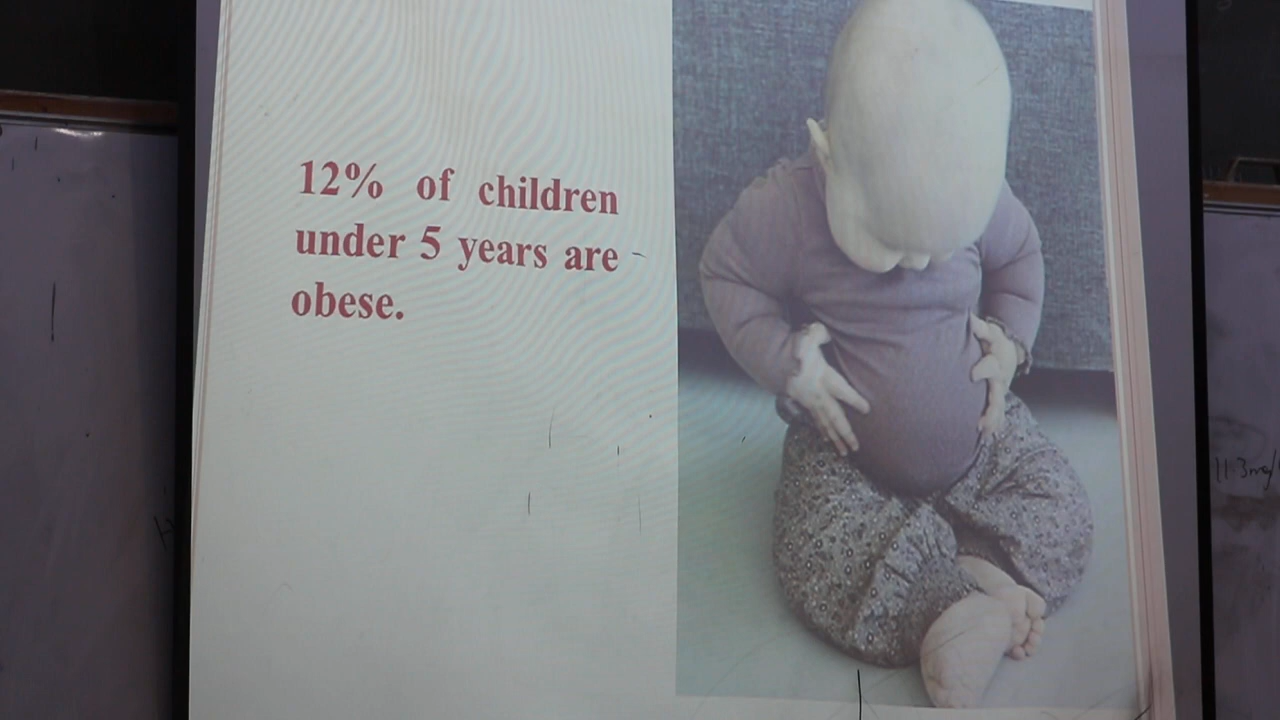 12% of children
under 5 years are
obese.